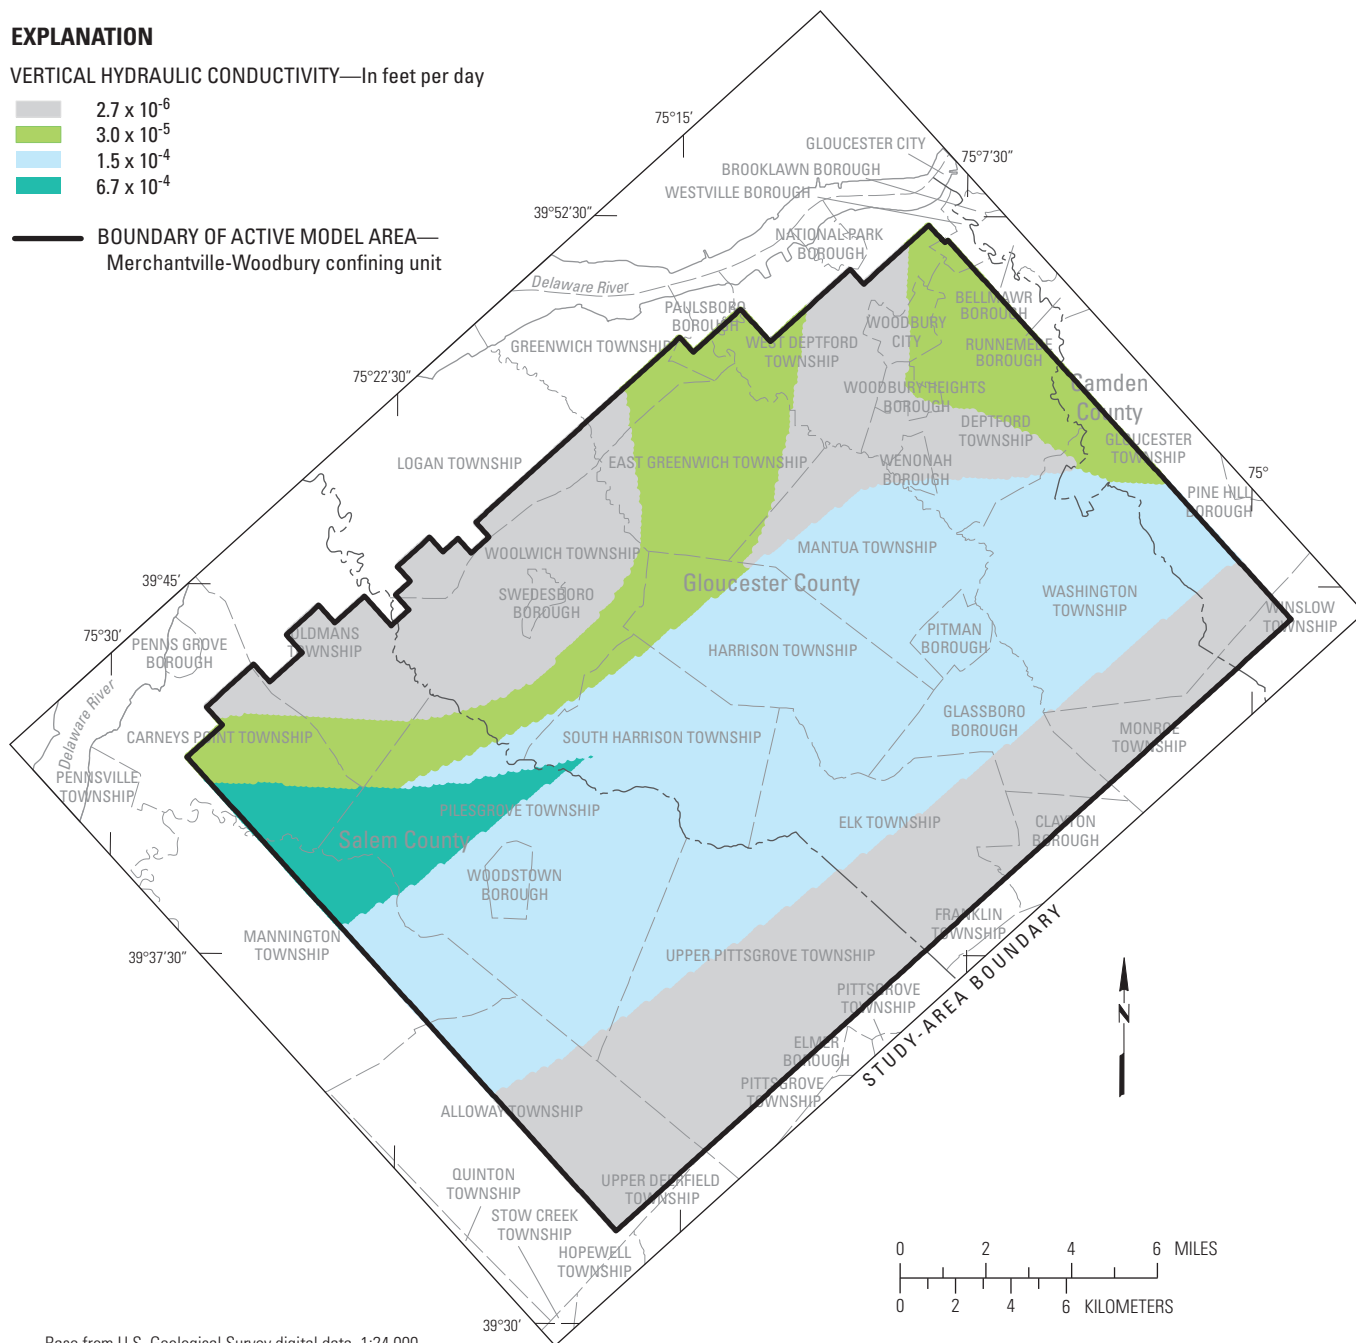 EXPLANATION
VERTICAL HYDRAULIC CONDUCTIVITY—In feet per day
2.7 x 10-6
3.0 x 10-5
1.5 x 10-4
6.7 x 10-4
BOUNDARY OF ACTIVE MODEL AREA—
Merchantville-Woodbury confining unit
75°15’
75°7’30”
GLOUCESTER CITY
BROOKLAWN BOROUGH
WESTVILLE BOROUGH
39°52’30”
NATIONAL PARK
BOROUGH
Delaware River
PAULSBORO
BOROUGH
GREENWICH TOWNSHIP
WEST DEPTFORD
TOWNSHIP
WOODBURY
CITY
BELLMAWR
BOROUGH
RUNNEMEDE
BOROUGH
75°22’30”
WOODBURY HEIGHTS
BOROUGH
Camden
County
DEPTFORD
TOWNSHIP
GLOUCESTER
TOWNSHIP
LOGAN TOWNSHIP
EAST GREENWICH TOWNSHIP
WENONAH
BOROUGH
75°
PINE HILL
BOROUGH
WOOLWICH TOWNSHIP
MANTUA TOWNSHIP
39°45’
SWEDESBORO
BOROUGH
Gloucester County
WASHINGTON
TOWNSHIP
WINSLOW
TOWNSHIP
75°30’
PENNS GROVE
BOROUGH
OLDMANS
TOWNSHIP
HARRISON TOWNSHIP
PITMAN
BOROUGH
Delaware River
CARNEYS POINT TOWNSHIP
SOUTH HARRISON TOWNSHIP
GLASSBORO
BOROUGH
MONROE
TOWNSHIP
PENNSVILLE
TOWNSHIP
PILESGROVE TOWNSHIP
Salem County
ELK TOWNSHIP
CLAYTON
BOROUGH
WOODSTOWN
BOROUGH
MANNINGTON
TOWNSHIP
39°37’30”
FRANKLIN
TOWNSHIP
UPPER PITTSGROVE TOWNSHIP
PITTSGROVE
TOWNSHIP
STUDY-AREA BOUNDARY
N
ELMER
BOROUGH
PITTSGROVE
TOWNSHIP
ALLOWAY TOWNSHIP
QUINTON
TOWNSHIP
UPPER DEERFIELD
TOWNSHIP
STOW CREEK
TOWNSHIP
HOPEWELL
TOWNSHIP
0 2 4 6 MILES
0 2 4 6 KILOMETERS
39°30’
Base from U.S. Geological Survey digital data, 1:24,000